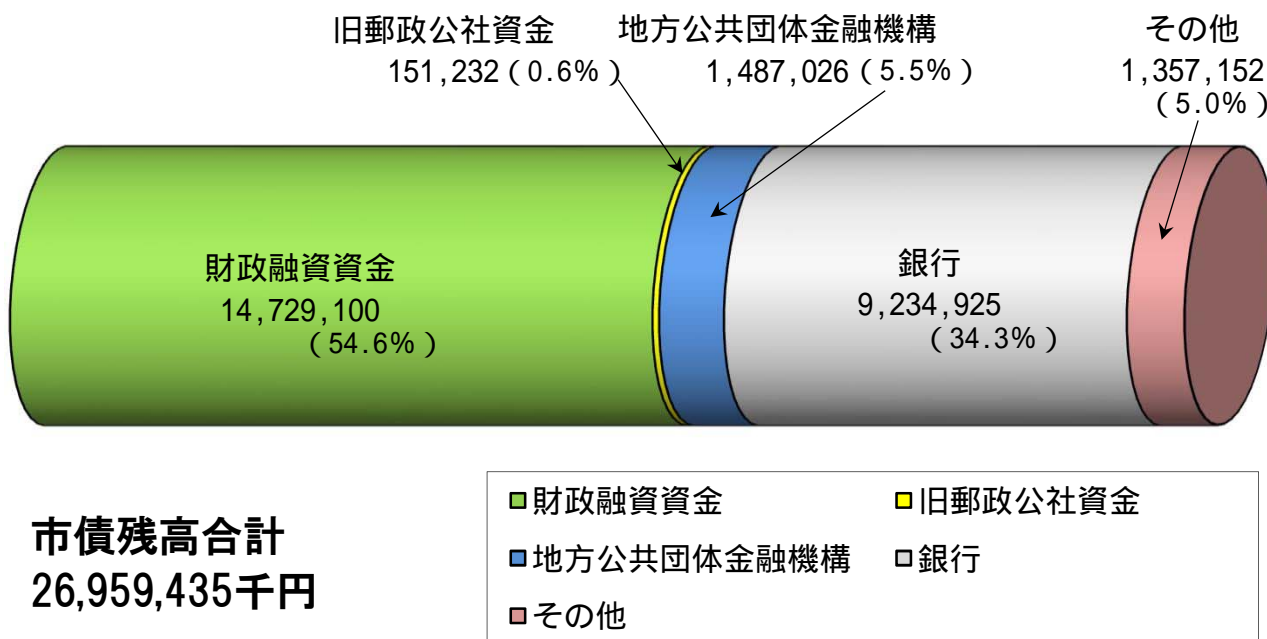 旧郵政公社資金
151,232（0.6%）
地方公共団体金融機構
1,487,026（5.5%）
その他
1,357,152
（5.0%）
財政融資資金
14,729,100
（54.6%）
銀行
9,234,925
（34.3%）
市債残高合計
26,959,435千円
財政融資資金
旧郵政公社資金
地方公共団体金融機構
銀行
その他